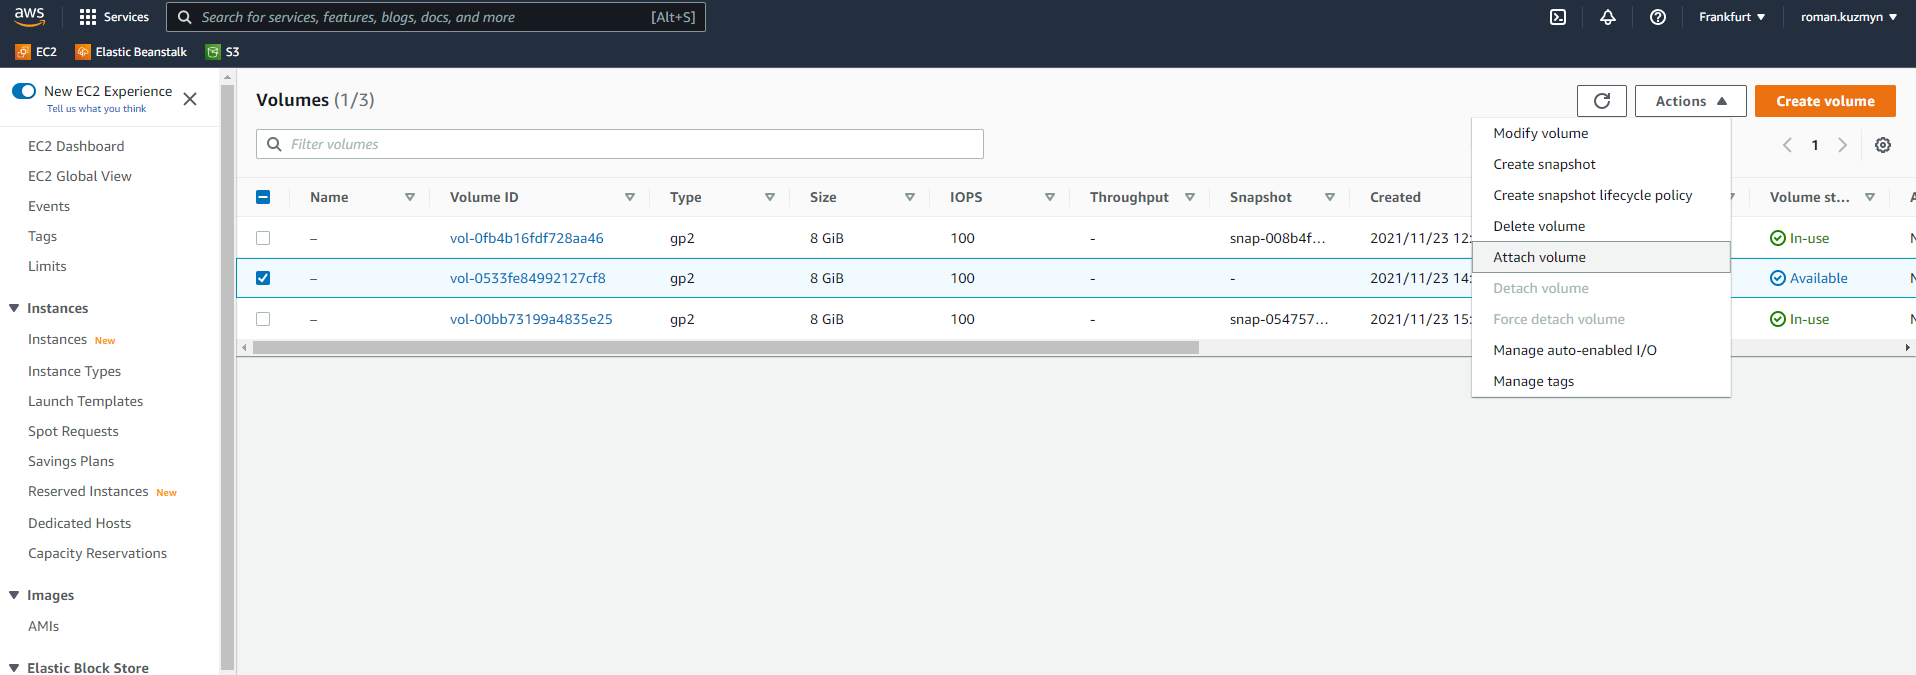 aws Services Search for services, features, blogs, docs, and more [Alt+S] Frankfurt roman.kuzmyn
EC2 Elastic Beanstalk S3
New EC2 Experience
Tell us what you think
EC2 Dashboard
EC2 Global View
Events
Tags
Limits
Instances
Instances New
Instance Types
Launch Templates
Spot Requests
Savings Plans
Reserved Instances New
Dedicated Hosts
Capacity Reservations
Images
AMIs
Elastic Block Store
Volumes (1/3) Actions Create volume
Filter volumes 1
Name Volume ID Type Size IOPS Throughput Snapshot Created Volume st...
– vol-0fb4b16fdf728aa46 gp2 8 GiB 100 - snap-008b4f... 2021/11/23 12: In-use
– vol-0533fe84992127cf8 gp2 8 GiB 100 - - 2021/11/23 14: Available
– vol-00bb73199a4835e25 gp2 8 GiB 100 - snap-054757... 2021/11/23 15: In-use
Modify volume
Create snapshot
Create snapshot lifecycle policy
Delete volume
Attach volume
Detach volume
Force detach volume
Manage auto-enabled I/O
Manage tags